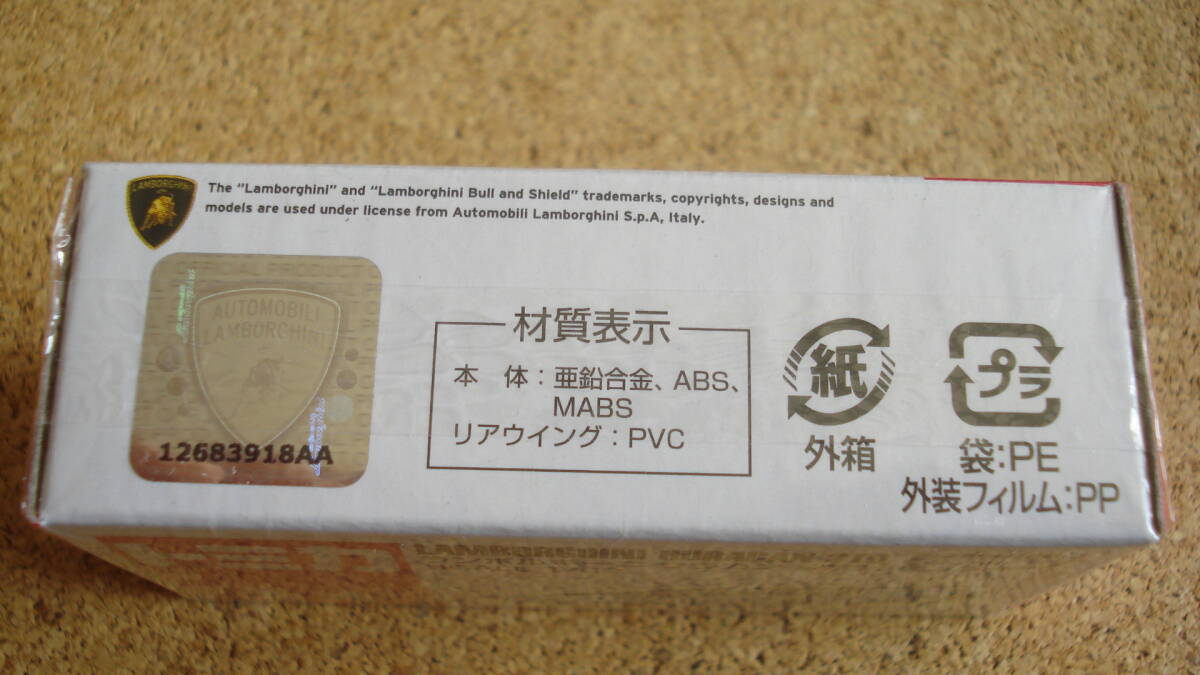 LAMBORGHINI
The "Lamborghini" and "Lamborghini Bull and Shield" trademarks, copyrights, designs and
models are used under license from Automobili Lamborghini S.p.A, Italy.
OFFICIAL PRODUCT
AUTOMOBILI
LAMBORGHINI
12683918AA
材質表示
本 体:亜鉛合金、ABS、
MABS
リアウイング:PVC
紙
外箱
プラ
袋:PE
外装フィルム:PP
LAMBORGHINI